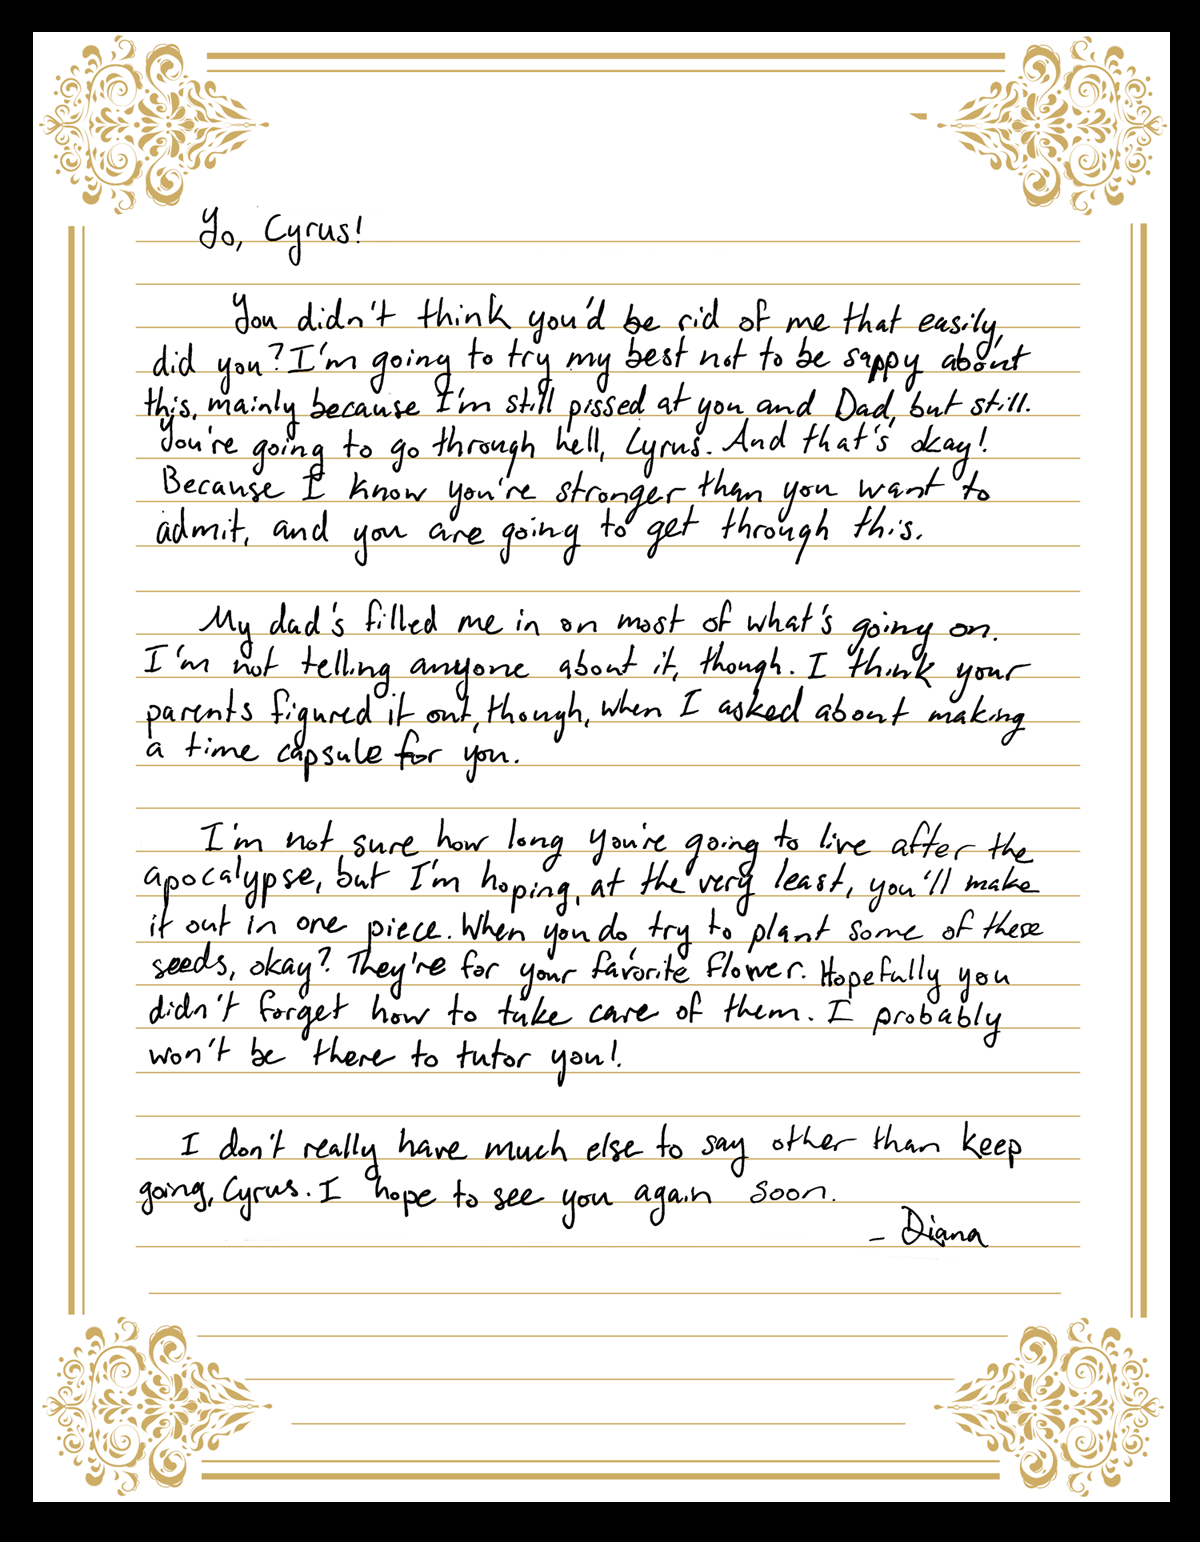 Yo, Cyrus!
You didn't think you'd be rid of me that easily,
did you? I'm going to try my best not to be sappy about
this, mainly because I'm still pissed at you and Dad, but still.
You're going to go through hell, Cyrus. And that's okay!
Because I know you're stronger than you want to
admit, and you are going to get through this.
My dad's filled me in on most of what's going on.
I'm not telling anyone about it, though. I think your
parents figured it out, though, when I asked about making
a time capsule for you.
I'm not sure how long you're going to live after the
apocalypse, but I'm hoping, at the very least, you'll make
it out in one piece. When you do, try to plant some of these
seeds, okay? They're for your favorite flower. Hopefully you
didn't forget how to take care of them. I probably
won't be there to tutor you!
I don't really have much else to say other than keep
going, Cyrus. I hope to see you again soon.
- Diana